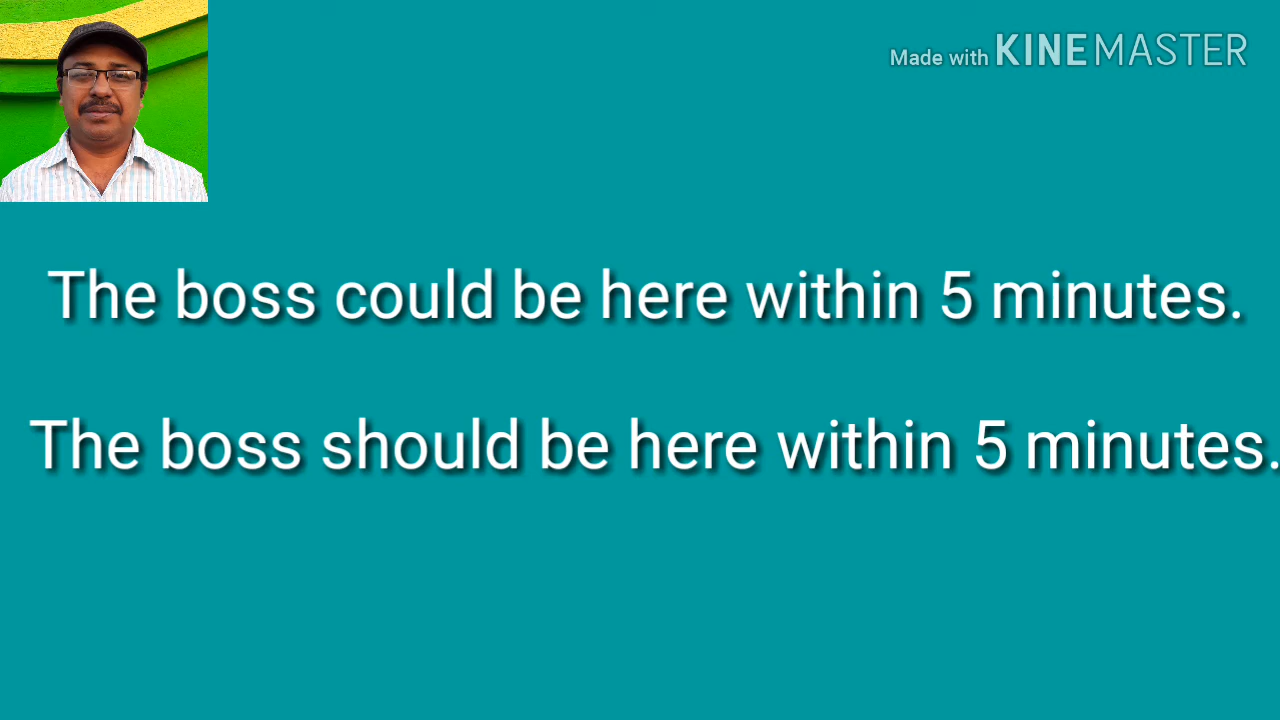 Made with KINEMASTER
The boss could be here within 5 minutes.
The boss should be here within 5 minutes.